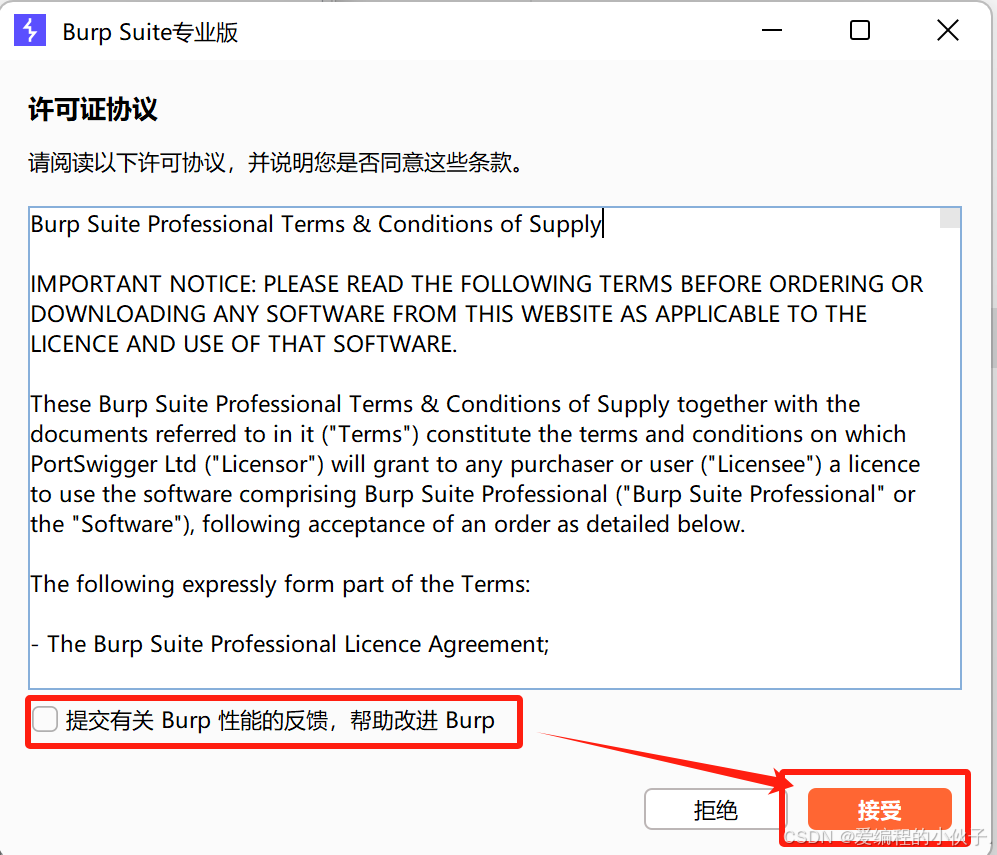 Burp Suite专业版
许可证协议
请阅读以下许可协议，并说明您是否同意这些条款。
Burp Suite Professional Terms & Conditions of Supply
IMPORTANT NOTICE: PLEASE READ THE FOLLOWING TERMS BEFORE ORDERING OR
DOWNLOADING ANY SOFTWARE FROM THIS WEBSITE AS APPLICABLE TO THE
LICENCE AND USE OF THAT SOFTWARE.
These Burp Suite Professional Terms & Conditions of Supply together with the
documents referred to in it ("Terms") constitute the terms and conditions on which
PortSwigger Ltd ("Licensor") will grant to any purchaser or user ("Licensee") a licence
to use the software comprising Burp Suite Professional ("Burp Suite Professional" or
the "Software"), following acceptance of an order as detailed below.
The following expressly form part of the Terms:
- The Burp Suite Professional Licence Agreement;
提交有关 Burp 性能的反馈，帮助改进 Burp
拒绝
接受
CSDN @爱编程的小伙子